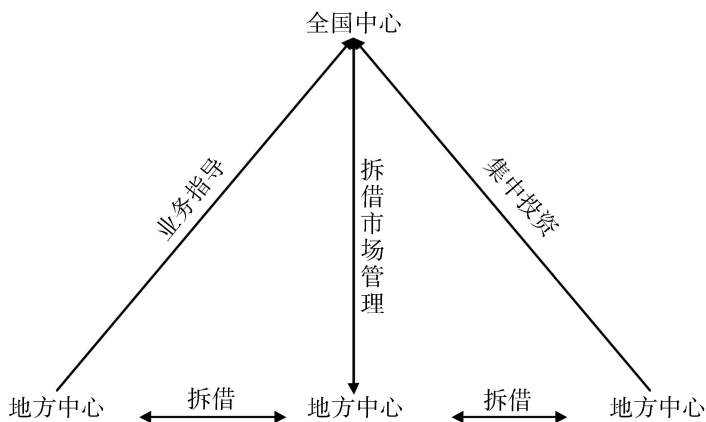 全国中心
业务指导
拆借市场管理
集中投资
地方中心
拆借
地方中心
拆借
地方中心